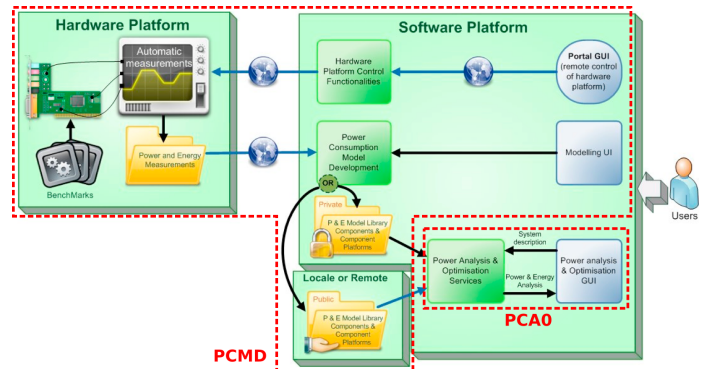 Hardware Platform
Automatic
measurements
BenchMarks
Power and Energy
Measurements
Software Platform
Hardware
Platform Control
Functionalities
Portal GUI
(remote control
of hardware
platform)
Power
Consumption
Model
Development
Modelling UI
Users
OR
Private
P & E Model Library
Components &
Component
Platforms
Locale or Remote
Public
P & E Model Library
Components &
Component
Platforms
Power Analysis &
Optimisation
Services
System
description
Power & Energy
Analysis
Power analysis
& Optimisation
GUI
PCA0
PCMD